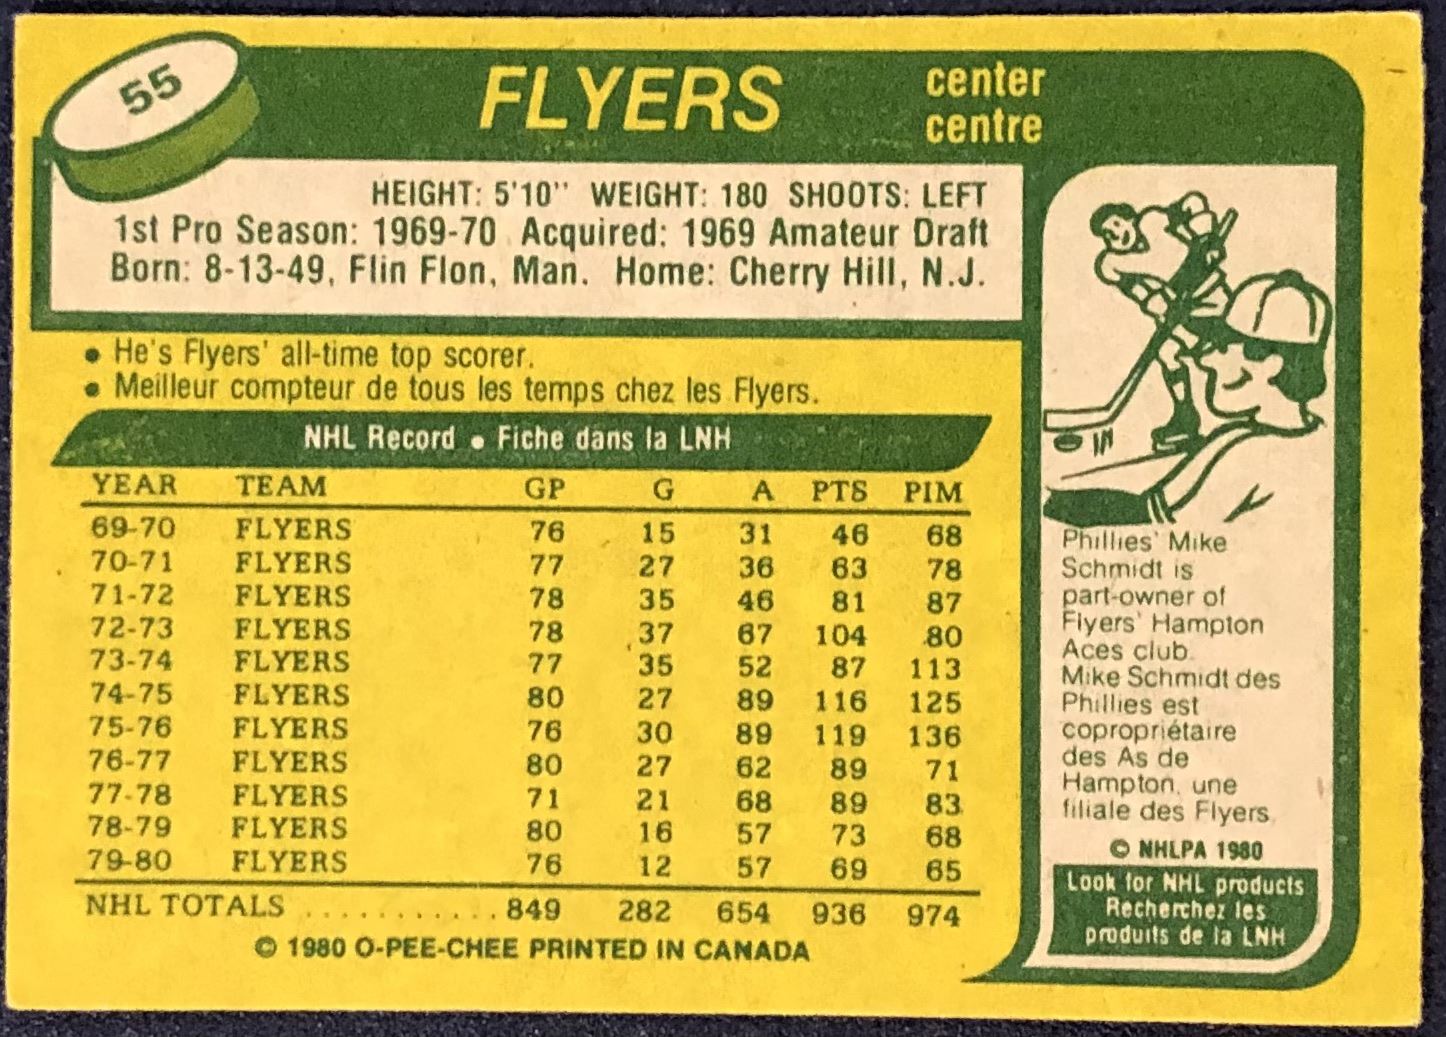 55
FLYERS
center
centre
HEIGHT: 5'10" WEIGHT: 180 SHOOTS: LEFT
1st Pro Season: 1969-70 Acquired: 1969 Amateur Draft
Born: 8-13-49, Flin Flon, Man. Home: Cherry Hill, N.J.
• He's Flyers' all-time top scorer.
• Meilleur compteur de tous les temps chez les Flyers.
NHL Record • Fiche dans la LNH
YEAR TEAM GP G A PTS PIM
69-70 FLYERS 76 15 31 46 68
70-71 FLYERS 77 27 36 63 78
71-72 FLYERS 78 35 46 81 87
72-73 FLYERS 78 37 67 104 80
73-74 FLYERS 77 35 52 87 113
74-75 FLYERS 80 27 89 116 125
75-76 FLYERS 76 30 89 119 136
76-77 FLYERS 80 27 62 89 71
77-78 FLYERS 71 21 68 89 83
78-79 FLYERS 80 16 57 73 68
79-80 FLYERS 76 12 57 69 65
NHL TOTALS ............ 849 282 654 936 974
© 1980 O-PEE-CHEE PRINTED IN CANADA
Phillies' Mike
Schmidt is
part-owner of
Flyers' Hampton
Aces club.
Mike Schmidt des
Phillies est
copropriétaire
des As de
Hampton, une
filiale des Flyers.
© NHLPA 1980
Look for NHL products
Recherchez les
produits de la LNH